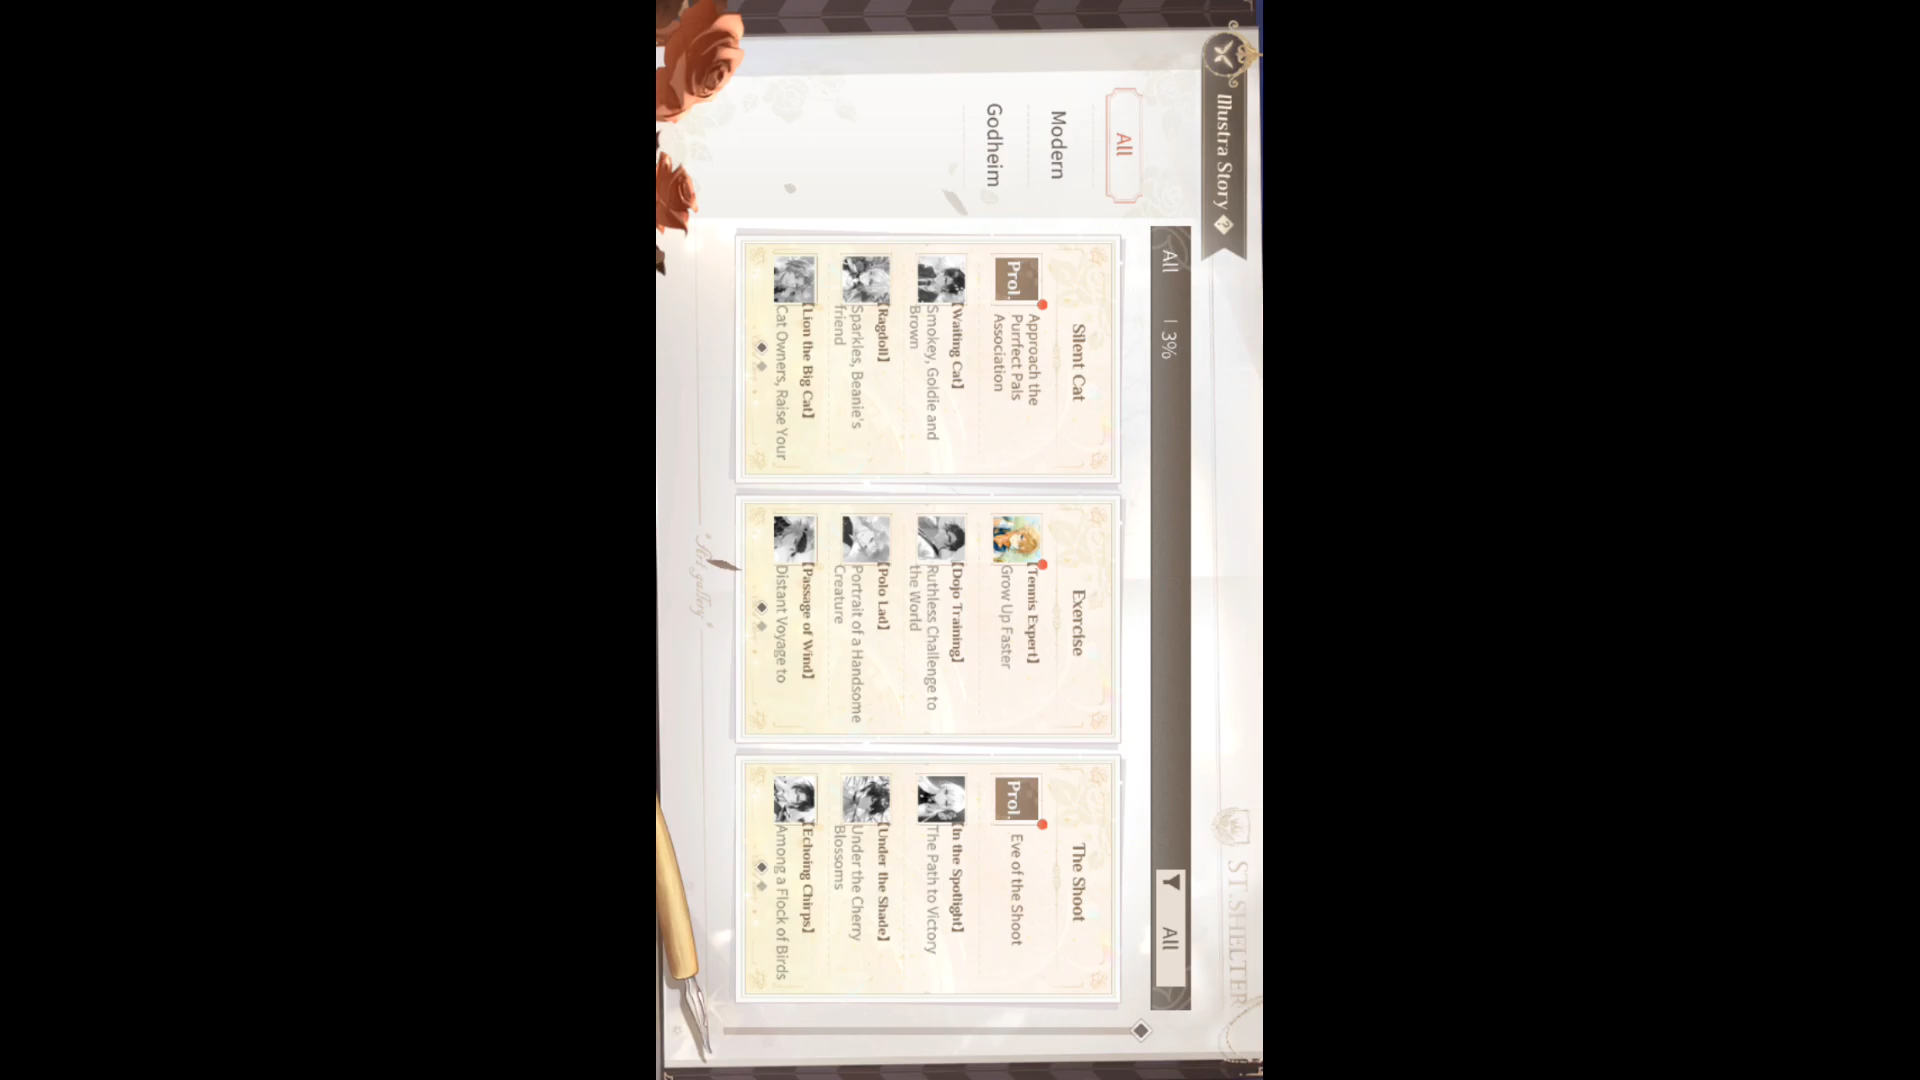 Illustra Story
ST.SHELTER
All
Modern
Godheim
All | 3%
All
Silent Cat
Prol.
Approach the
Purrfect Pals
Association
【Waiting Cat】
Smokey, Goldie and
Brown
【Ragdoll】
Sparkles, Beanie's
friend
【Lion the Big Cat】
Cat Owners, Raise Your
Exercise
【Tennis Expert】
Grow Up Faster
【Dojo Training】
Ruthless Challenge to
the World
【Polo Lad】
Portrait of a Handsome
Creature
【Passage of Wind】
Distant Voyage to
The Shoot
Prol.
Eve of the Shoot
【In the Spotlight】
The Path to Victory
【Under the Shade】
Under the Cherry
Blossoms
【Echoing Chirps】
Among a Flock of Birds
"Art gallery"